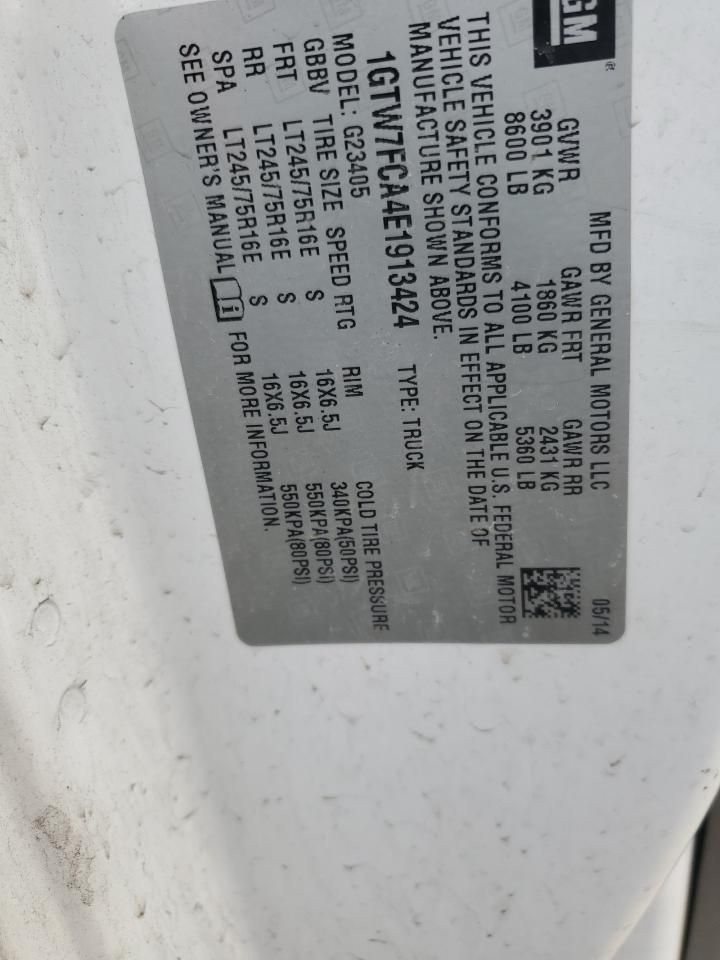 GM
MFD BY GENERAL MOTORS LLC 05/14
GVWR GAWR FRT GAWR RR
3901 KG 1860 KG 2431 KG
8600 LB 4100 LB 5360 LB
THIS VEHICLE CONFORMS TO ALL APPLICABLE U.S. FEDERAL MOTOR
VEHICLE SAFETY STANDARDS IN EFFECT ON THE DATE OF
MANUFACTURE SHOWN ABOVE.
1GTW7FCA4E1913424 TYPE: TRUCK
MODEL: G23405
GBBV TIRE SIZE SPEED RTG RIM COLD TIRE PRESSURE
FRT LT245/75R16E S 16X6.5J 340KPA(50PSI)
RR LT245/75R16E S 16X6.5J 550KPA(80PSI)
SPA LT245/75R16E S 16X6.5J 550KPA(80PSI)
SEE OWNER'S MANUAL FOR MORE INFORMATION.